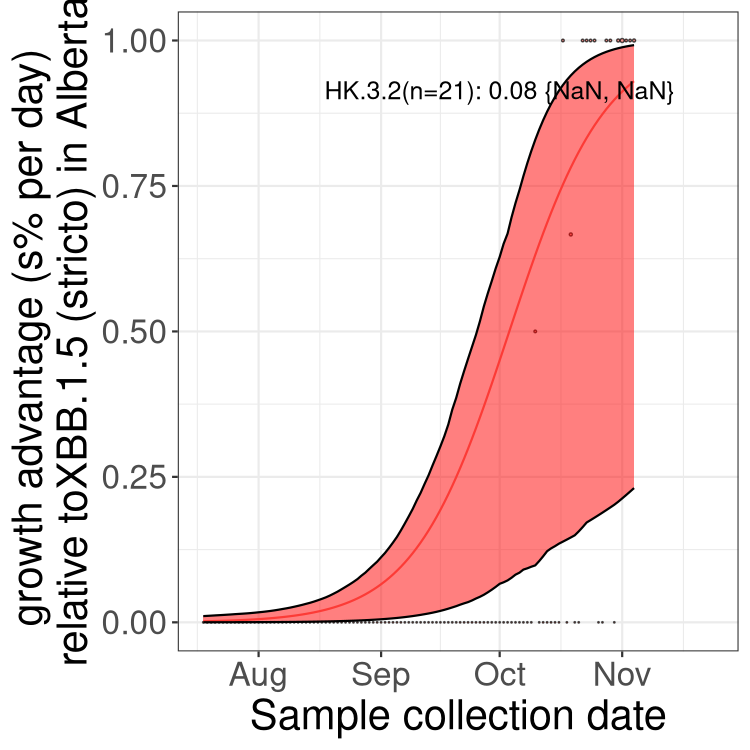 growth advantage (s% per day)
relative toXBB.1.5 (stricto) in Alberta
1.00
0.75
0.50
0.25
0.00
HK.3.2(n=21): 0.08 {NaN, NaN}
Aug Sep Oct Nov
Sample collection date